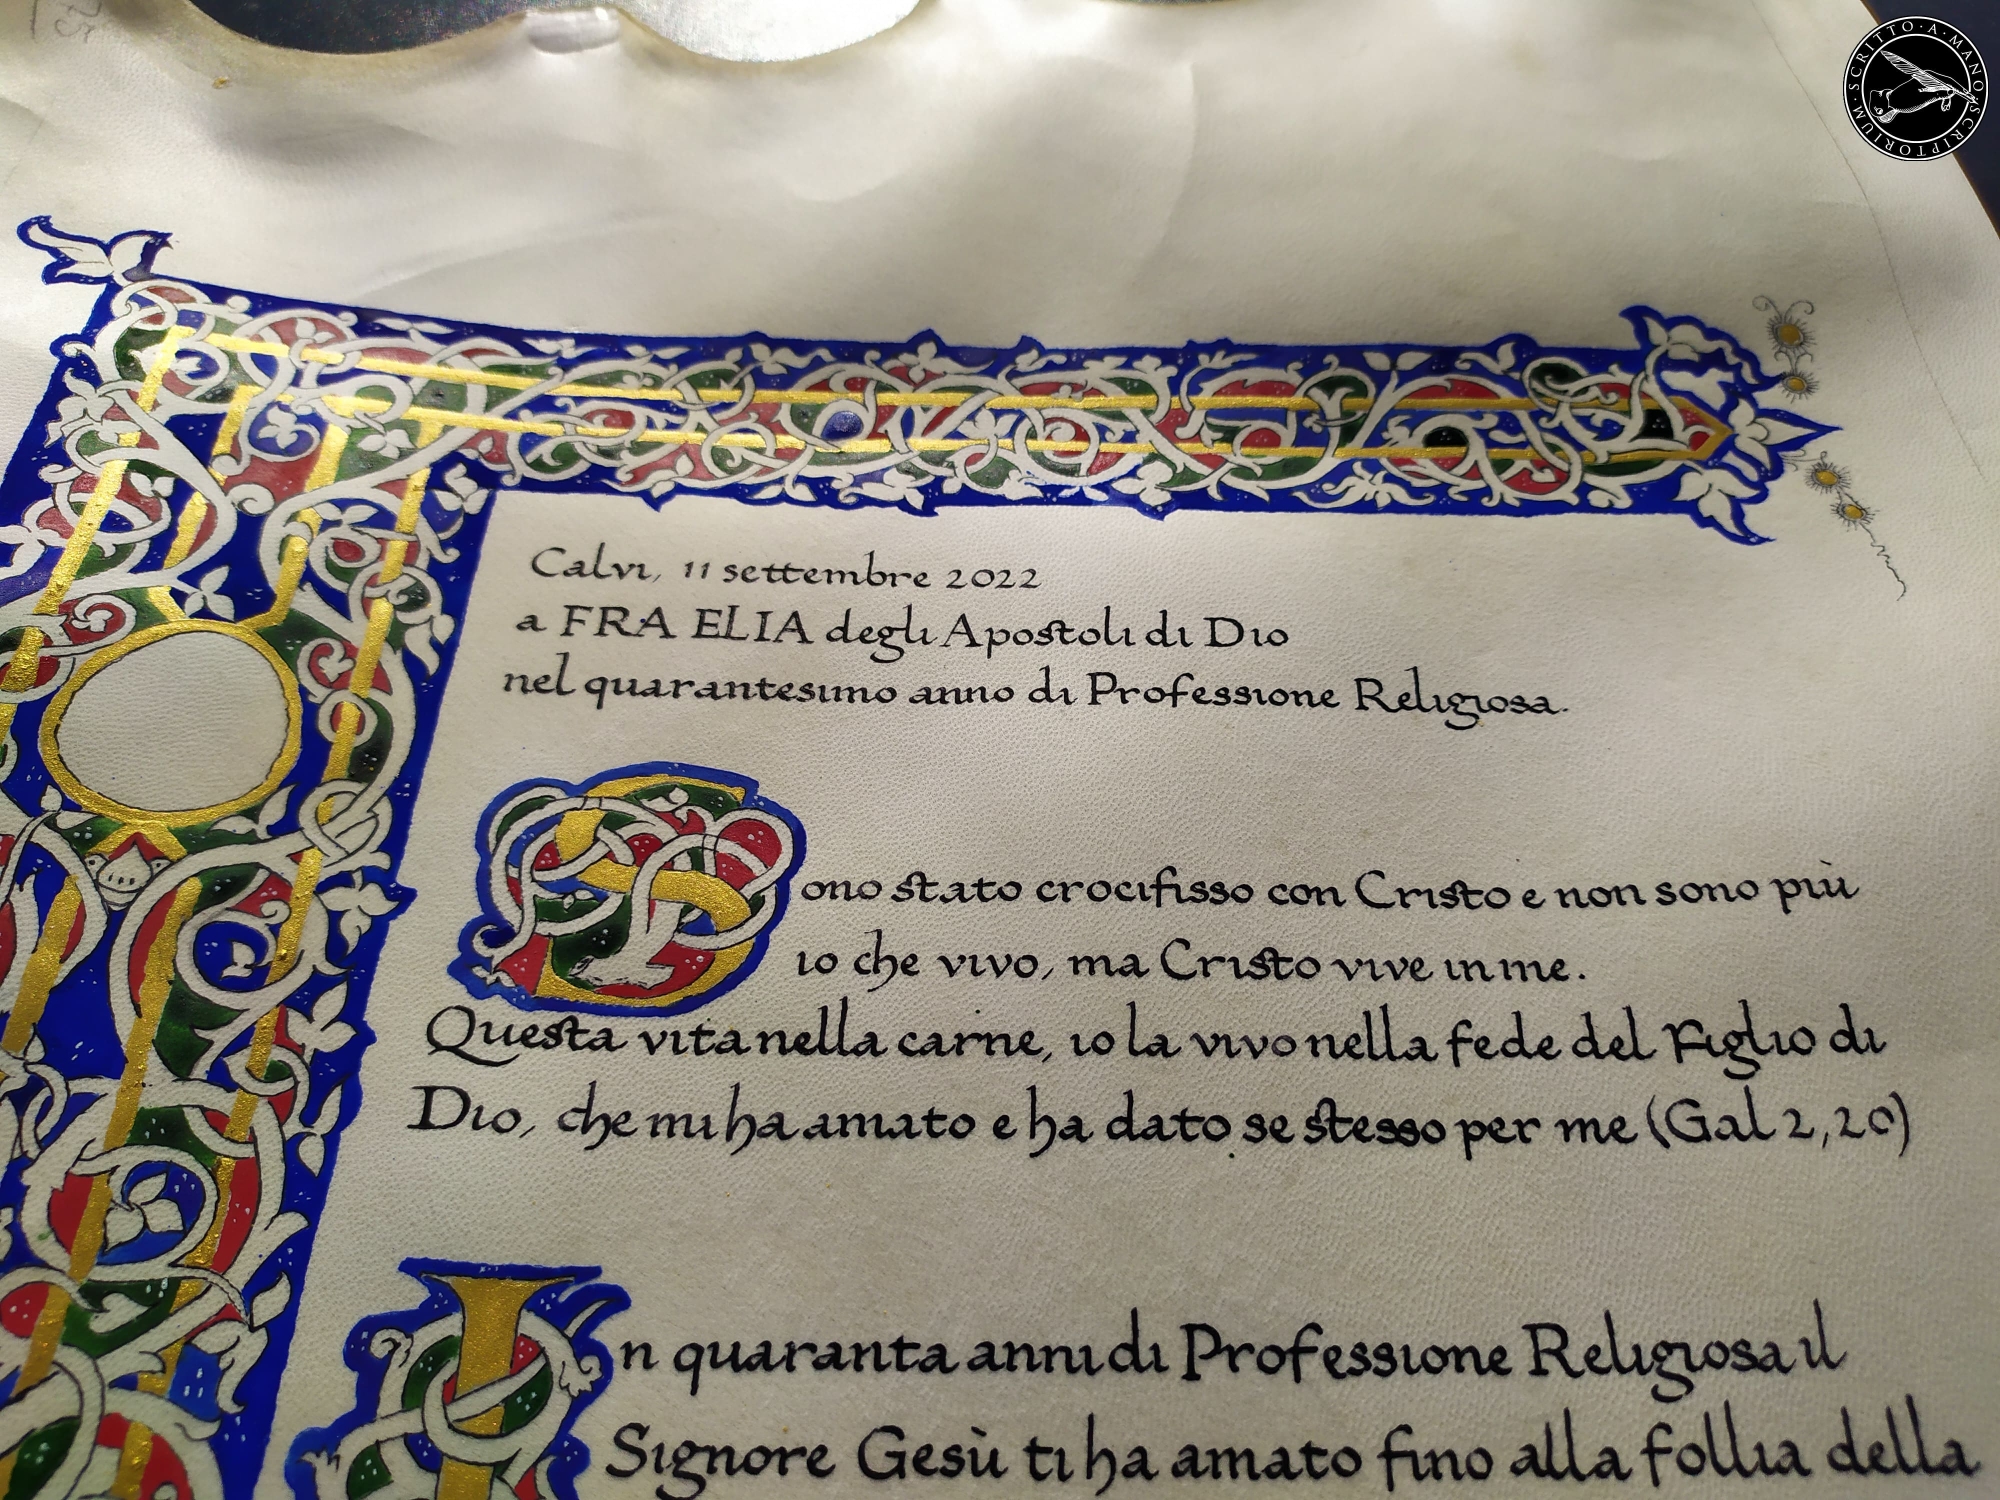 SCRITTO · A · MANO · SCRIPTORIUM ·
Calvi, 11 settembre 2022
a FRA ELIA degli Apostoli di Dio
nel quarantesimo anno di Professione Religiosa.
Sono stato crocifisso con Cristo e non sono più
io che vivo, ma Cristo vive in me.
Questa vita nella carne, io la vivo nella fede del Figlio di
Dio, che mi ha amato e ha dato se stesso per me (Gal 2,20)
In quaranta anni di Professione Religiosa il
Signore Gesù ti ha amato fino alla follia della